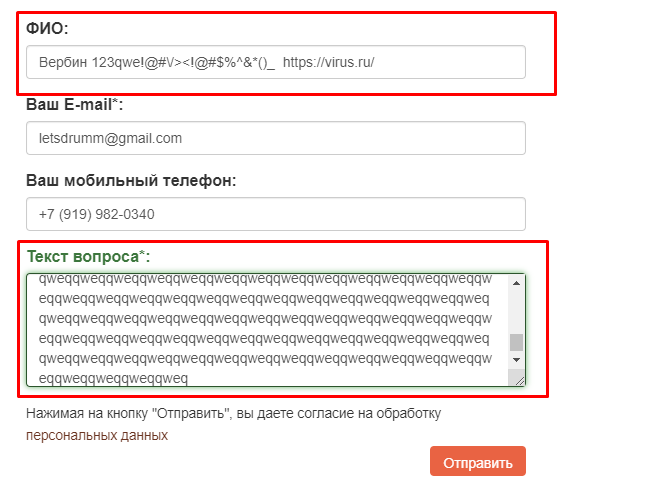 ФИО:
Вербин 123qwe!@#\/><!@#$%^&*()_  https://virus.ru/
Ваш E-mail*:
letsdrumm@gmail.com
Ваш мобильный телефон:
+7 (919) 982-0340
Текст вопроса*:
qweqqweqqweqqweqqweqqweqqweqqweqqweqqweqqweqqweqqweqqw
eqqweqqweqqweqqweqqweqqweqqweqqweqqweqqweqqweqqweqqweq
qweqqweqqweqqweqqweqqweqqweqqweqqweqqweqqweqqweqqweqqw
eqqweqqweqqweqqweqqweqqweqqweqqweqqweqqweqqweqqweqqweq
qweqqweqqweqqweqqweqqweqqweqqweqqweqqweqqweqqweqqweqqw
eqqweqqweqqweqqweq
Нажимая на кнопку "Отправить", вы даете согласие на обработку
персональных данных
Отправить